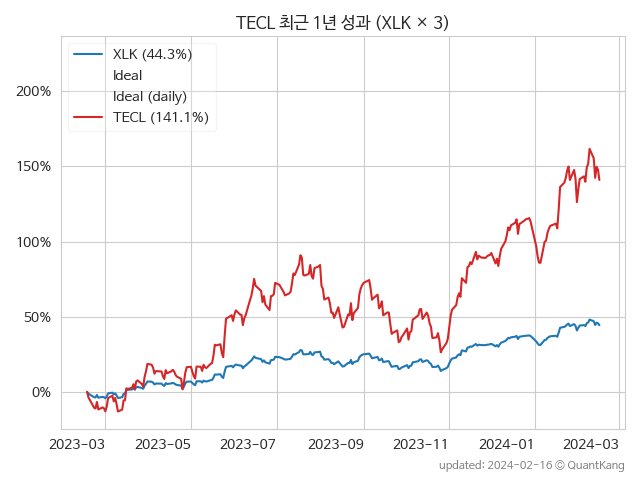 TECL 최근 1년 성과 (XLK × 3)
XLK (44.3%)
Ideal
Ideal (daily)
TECL (141.1%)
200%
150%
100%
50%
0%
2023-03 2023-05 2023-07 2023-09 2023-11 2024-01 2024-03
updated: 2024-02-16 © QuantKang